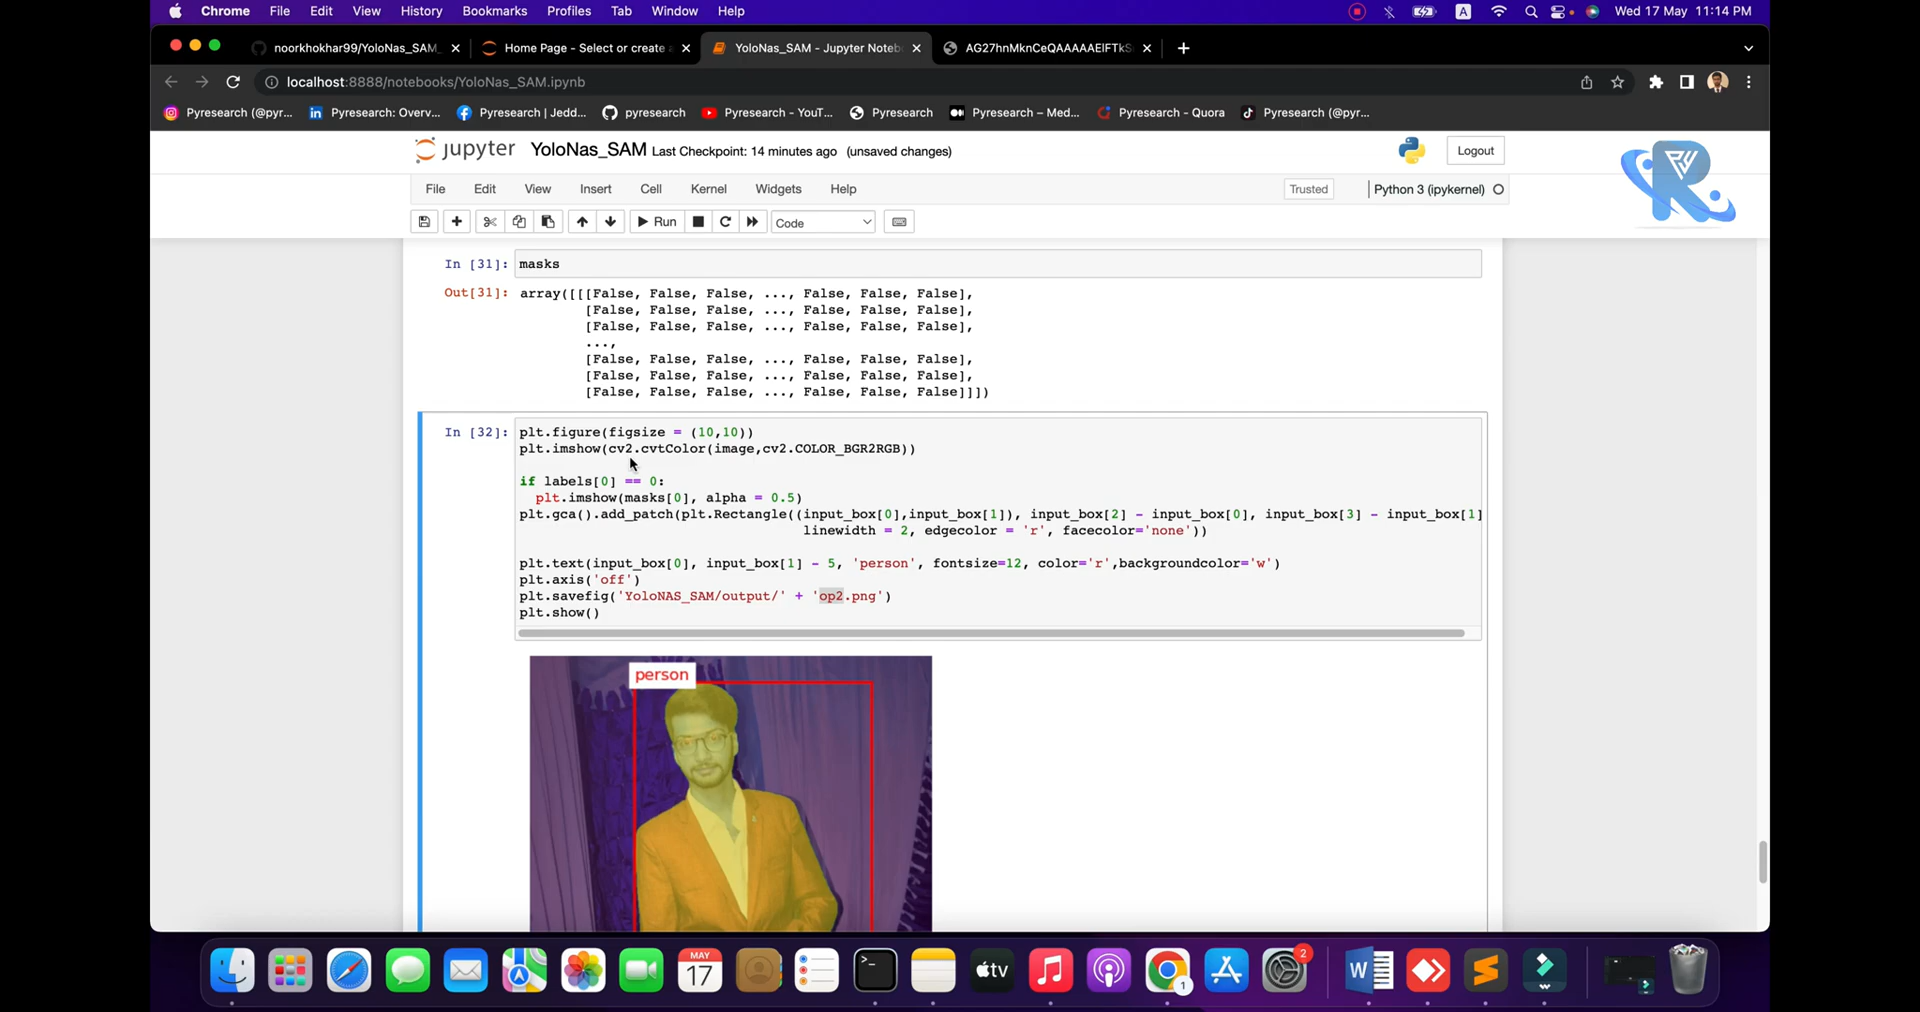 Chrome File Edit View History Bookmarks Profiles Tab Window Help A Wed 17 May 11:14 PM
noorkhokhar99/YoloNas_SAM_ Home Page - Select or create a YoloNas_SAM - Jupyter Noteb
localhost:8888/notebooks/YoloNas_SAM.ipynb
Pyresearch (@pyr... Pyresearch: Overv... Pyresearch | Jedd... pyresearch Pyresearch - YouT... Pyresearch Pyresearch – Med... Pyresearch - Quora Pyresearch (@pyr...
jupyter YoloNas_SAM Last Checkpoint: 14 minutes ago (unsaved changes) Logout
File Edit View Insert Cell Kernel Widgets Help Trusted Python 3 (ipykernel)
Run Code
In [31]: masks
Out[31]: array([[[False, False, False, ..., False, False, False],
[False, False, False, ..., False, False, False],
[False, False, False, ..., False, False, False],
...,
[False, False, False, ..., False, False, False],
[False, False, False, ..., False, False, False],
[False, False, False, ..., False, False, False]]])
In [32]: plt.figure(figsize = (10,10))
plt.imshow(cv2.cvtColor(image,cv2.COLOR_BGR2RGB))
if labels[0] == 0:
plt.imshow(masks[0], alpha = 0.5)
plt.gca().add_patch(plt.Rectangle((input_box[0],input_box[1]), input_box[2] - input_box[0], input_box[3] - input_box[1]
linewidth = 2, edgecolor = 'r', facecolor='none'))
plt.text(input_box[0], input_box[1] - 5, 'person', fontsize=12, color='r',backgroundcolor='w')
plt.axis('off')
plt.savefig('YoloNAS_SAM/output/' + 'op2.png')
plt.show()
person
MAY
17
tv
2
1